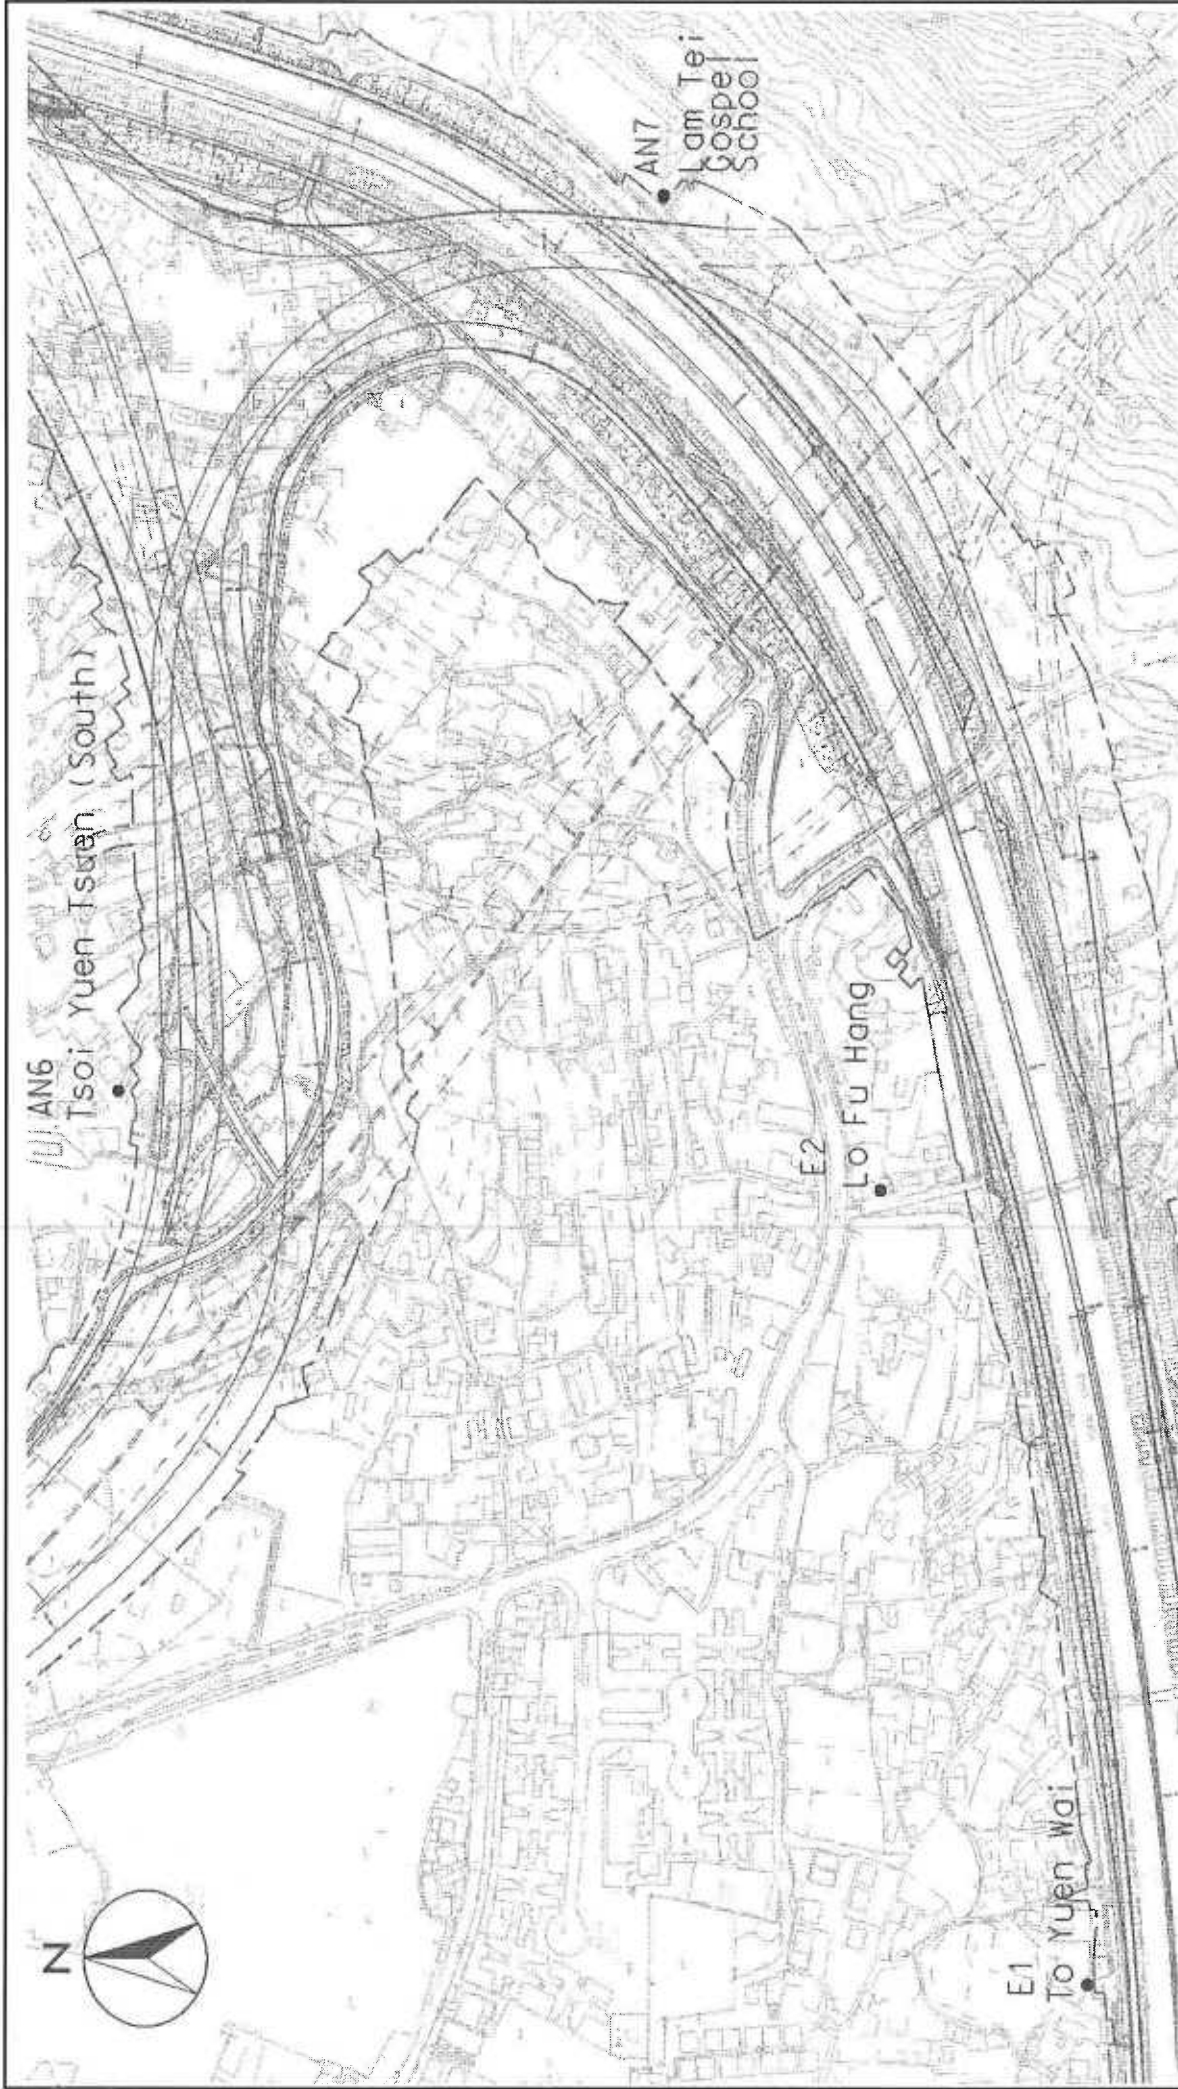 AN7
Lam Tei
Gospel
School
AN6
Tsoi Yuen Tsuen (South)
E2
Lo Fu Hang
N
E1
To Yuen Wai